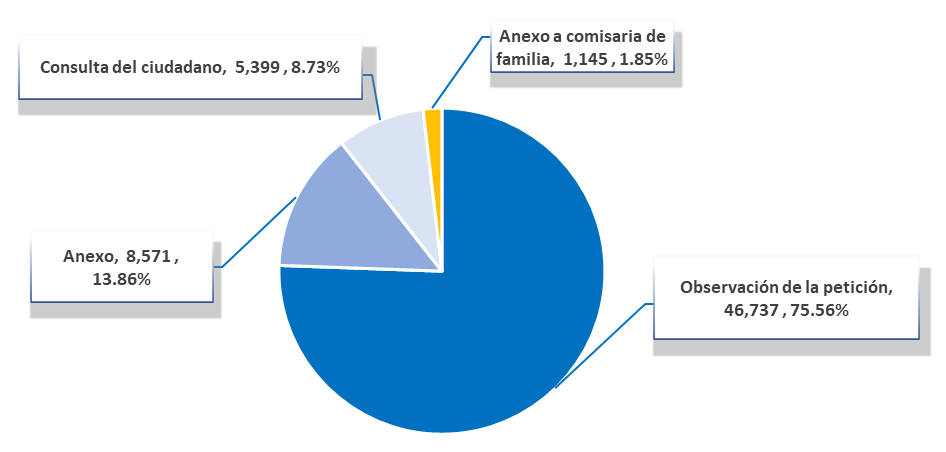 Anexo a comisaria de
familia,  1,145 , 1.85%
Consulta del ciudadano,  5,399 , 8.73%
Anexo,  8,571 ,
13.86%
Observación de la petición,
46,737 , 75.56%